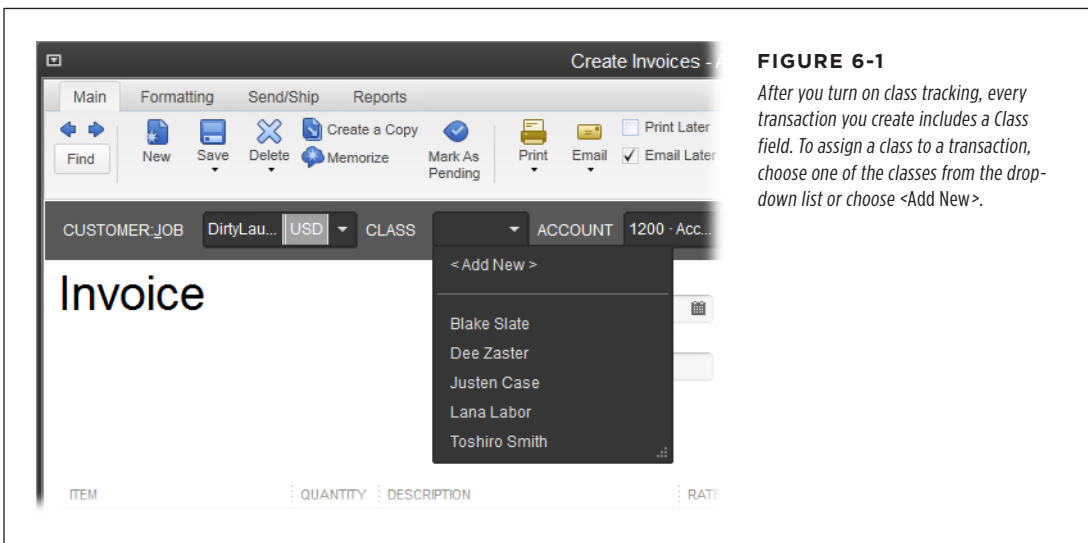 Create Invoices -
Main Formatting Send/Ship Reports
Find
New
Save
Delete
Create a Copy
Memorize
Mark As
Pending
Print
Email
Print Later
Email Later
CUSTOMER:JOB DirtyLau... USD CLASS ACCOUNT 1200 · Acc...
< Add New >
Invoice
Blake Slate
Dee Zaster
Justen Case
Lana Labor
Toshiro Smith
ITEM QUANTITY DESCRIPTION RATE
FIGURE 6-1
After you turn on class tracking, every
transaction you create includes a Class
field. To assign a class to a transaction,
choose one of the classes from the drop-
down list or choose <Add New>.